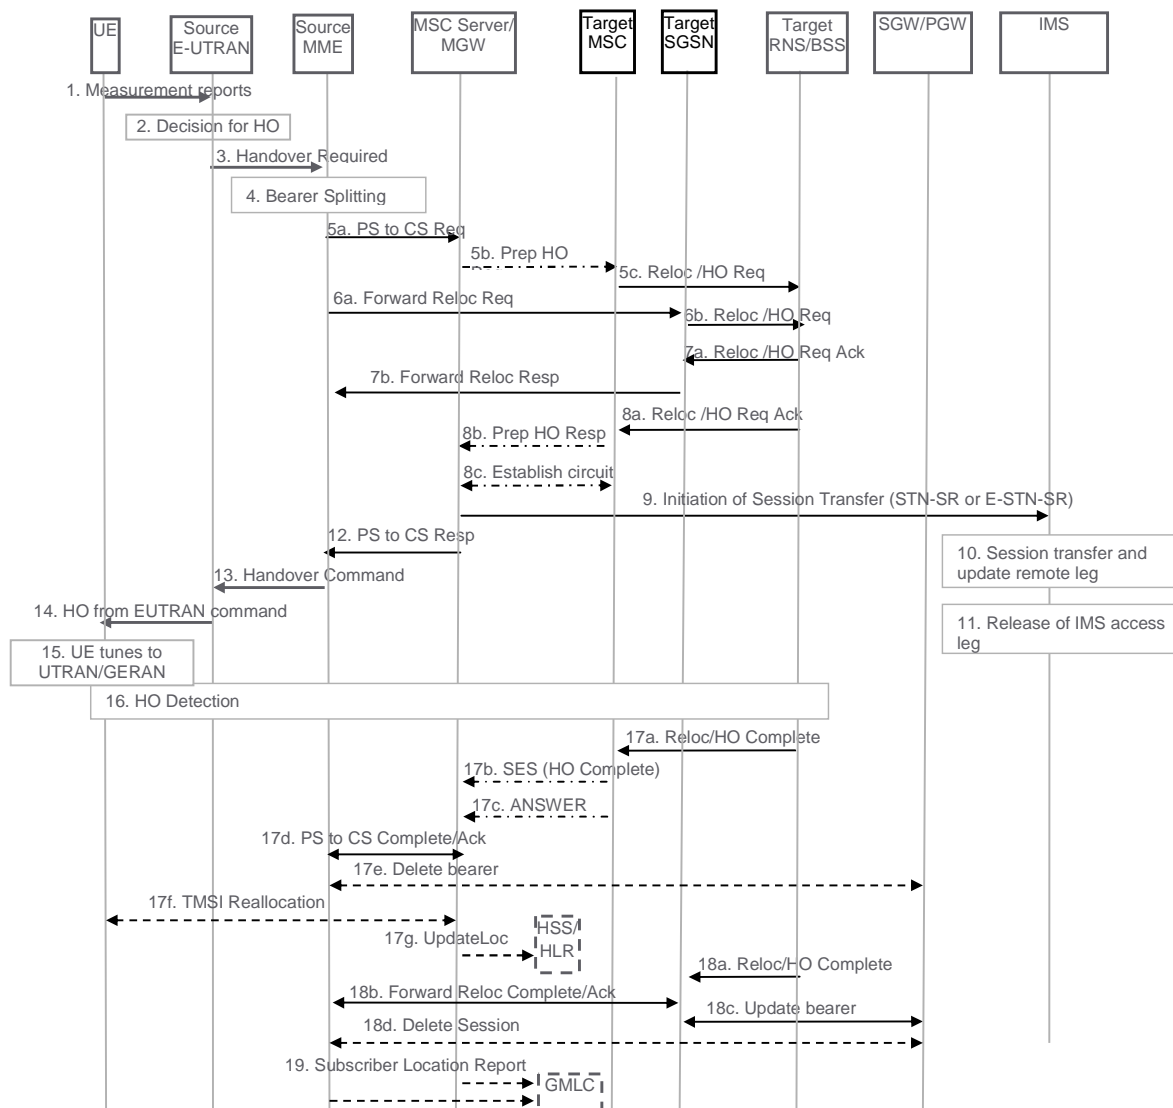 UE
Source
E-UTRAN
Source
MME
MSC Server/
MGW
Target
MSC
Target
SGSN
Target
RNS/BSS
SGW/PGW
IMS
1. Measurement reports
2. Decision for HO
3. Handover Required
4. Bearer Splitting
5a. PS to CS Req
5b. Prep HO
5c. Reloc /HO Req
6a. Forward Reloc Req
6b. Reloc /HO Req
7a. Reloc /HO Req Ack
7b. Forward Reloc Resp
8a. Reloc /HO Req Ack
8b. Prep HO Resp
8c. Establish circuit
9. Initiation of Session Transfer (STN-SR or E-STN-SR)
12. PS to CS Resp
10. Session transfer and
update remote leg
13. Handover Command
14. HO from EUTRAN command
11. Release of IMS access
leg
15. UE tunes to
UTRAN/GERAN
16. HO Detection
17a. Reloc/HO Complete
17b. SES (HO Complete)
17c. ANSWER
17d. PS to CS Complete/Ack
17e. Delete bearer
17f. TMSI Reallocation
17g. UpdateLoc
HSS/
HLR
18a. Reloc/HO Complete
18b. Forward Reloc Complete/Ack
18c. Update bearer
18d. Delete Session
19. Subscriber Location Report
GMLC